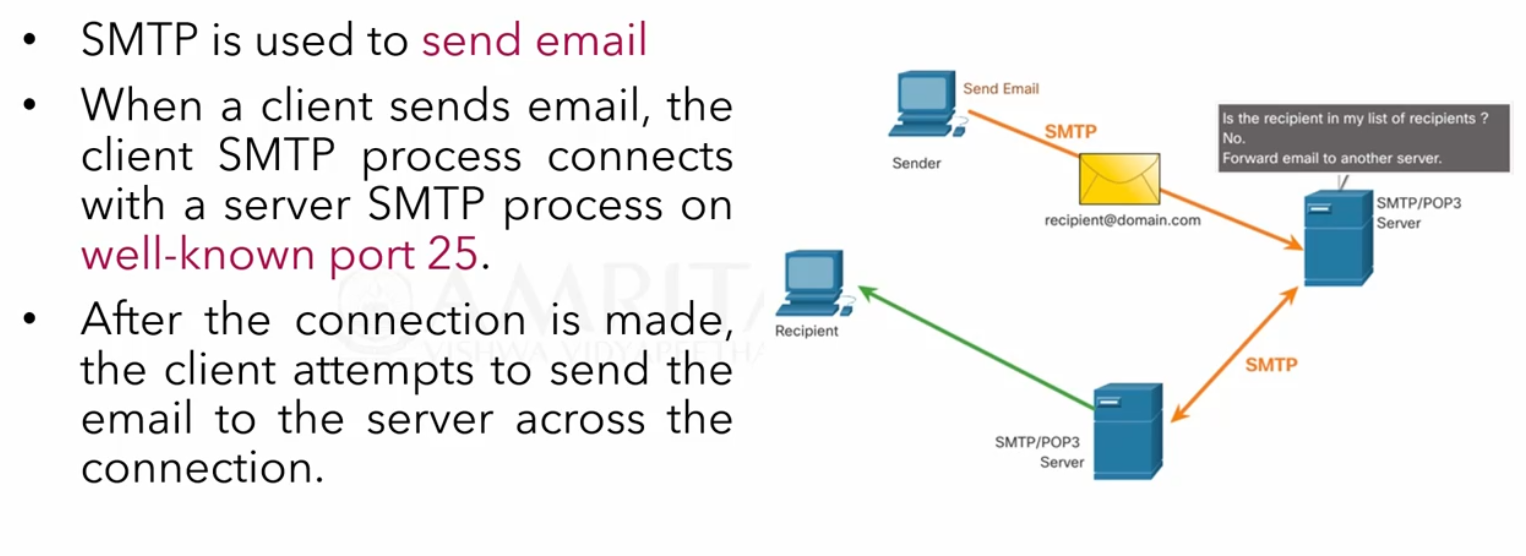 • SMTP is used to send email
• When a client sends email, the
client SMTP process connects
with a server SMTP process on
well-known port 25.
• After the connection is made,
the client attempts to send the
email to the server across the
connection.
Send Email
SMTP
Sender
recipient@domain.com
Is the recipient in my list of recipients ?
No.
Forward email to another server.
SMTP/POP3
Server
Recipient
SMTP
SMTP/POP3
Server
AMRITA
VISHWA VIDYAPEETHAM